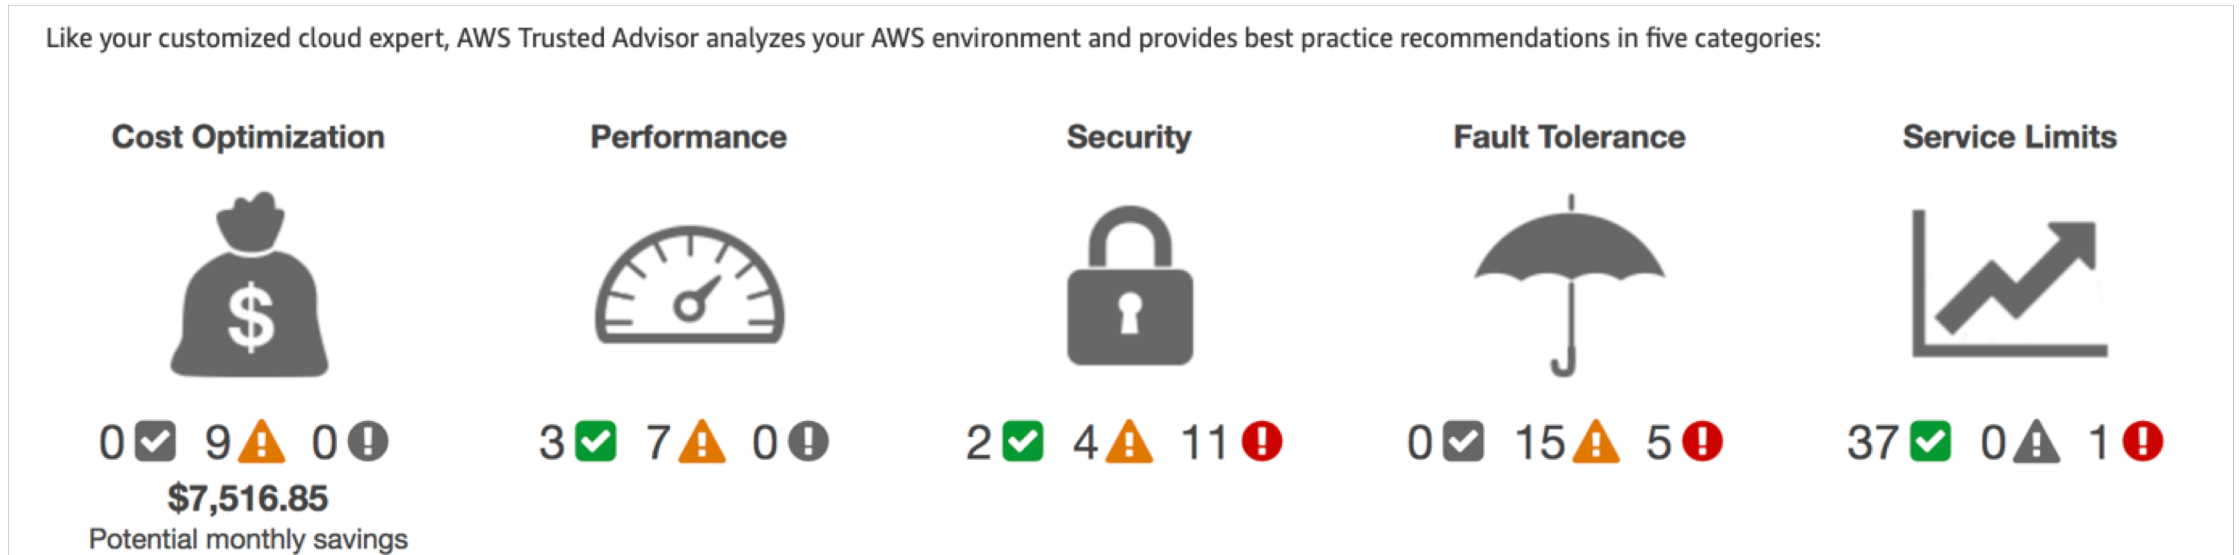 Like your customized cloud expert, AWS Trusted Advisor analyzes your AWS environment and provides best practice recommendations in five categories:
Cost Optimization Performance Security Fault Tolerance Service Limits
$
0 9 0 3 7 0 2 4 11 0 15 5 37 0 1
$7,516.85
Potential monthly savings